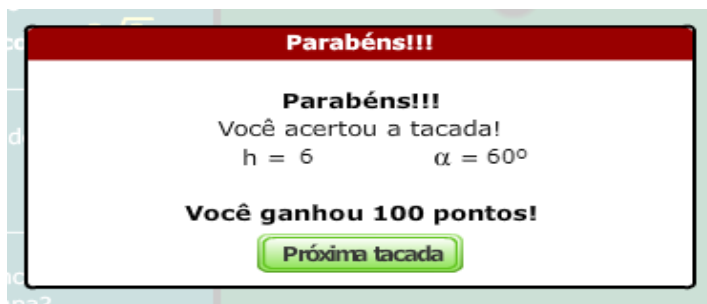 Parabéns!!!
Parabéns!!!
Você acertou a tacada!
h = 6 α = 60º
Você ganhou 100 pontos!
Próxima tacada